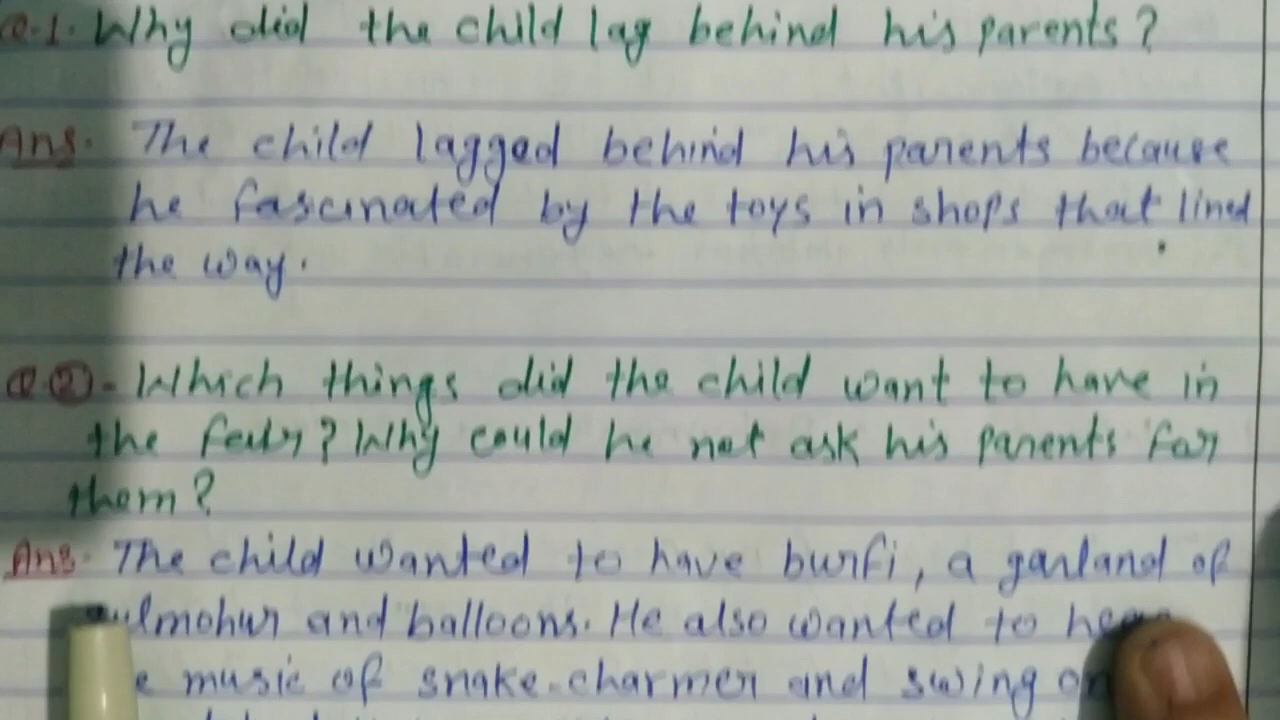 Q.1. Why did the child lag behind his parents?
Ans. The child lagged behind his parents because
he fascinated by the toys in shops that lined
the way.
Q.②- Which things did the child want to have in
the fair? Why could he not ask his parents for
them?
Ans. The child wanted to have burfi, a garland of
gulmohur and balloons. He also wanted to hear
music of snake-charmer and swing